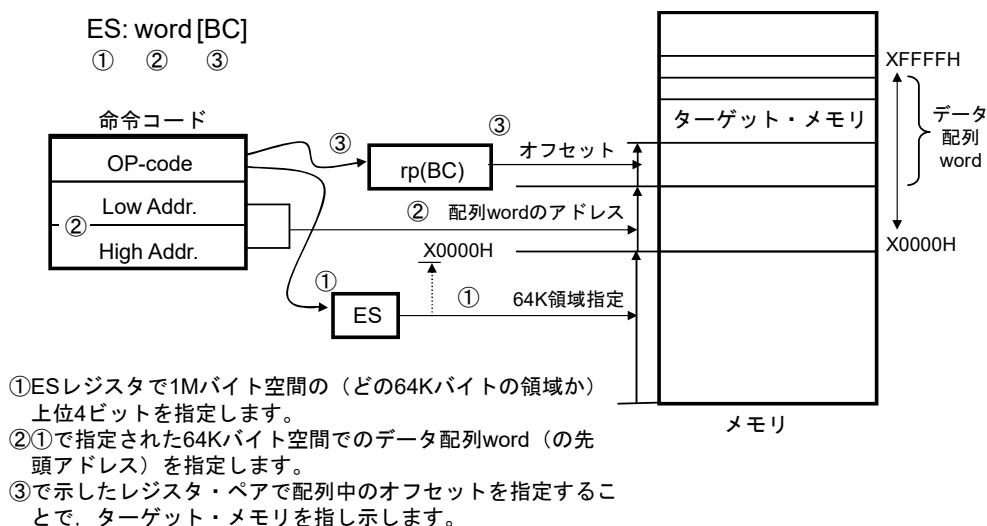 ES: word [BC]
① ② ③
命令コード
OP-code
Low Addr.
②
High Addr.
③
rp(BC)
③
オフセット
② 配列wordのアドレス
X0000H
①
ES
① 64K領域指定
XFFFFH
ターゲット・メモリ
データ
配列
word
X0000H
メモリ
①ESレジスタで1Mバイト空間の（どの64Kバイトの領域か）
上位4ビットを指定します。
②①で指定された64Kバイト空間でのデータ配列word（の先
頭アドレス）を指定します。
③で示したレジスタ・ペアで配列中のオフセットを指定するこ
とで，ターゲット・メモリを指し示します。